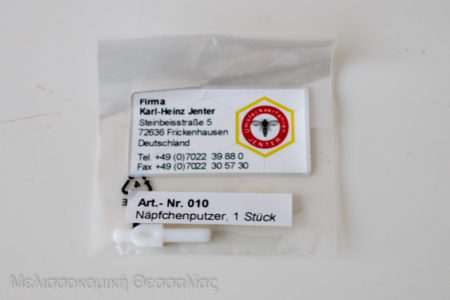 Firma
Karl-Heinz Jenter
Steinbeisstraße 5
72636 Frickenhausen
Deutschland
Tel. +49 (0)7022 39 88 0
Fax +49 (0)7022 30 57 30
JENTER
Art.- Nr. 010
Näpfchenputzer, 1 Stück
Μελισσοκομική Θεσσαλίας